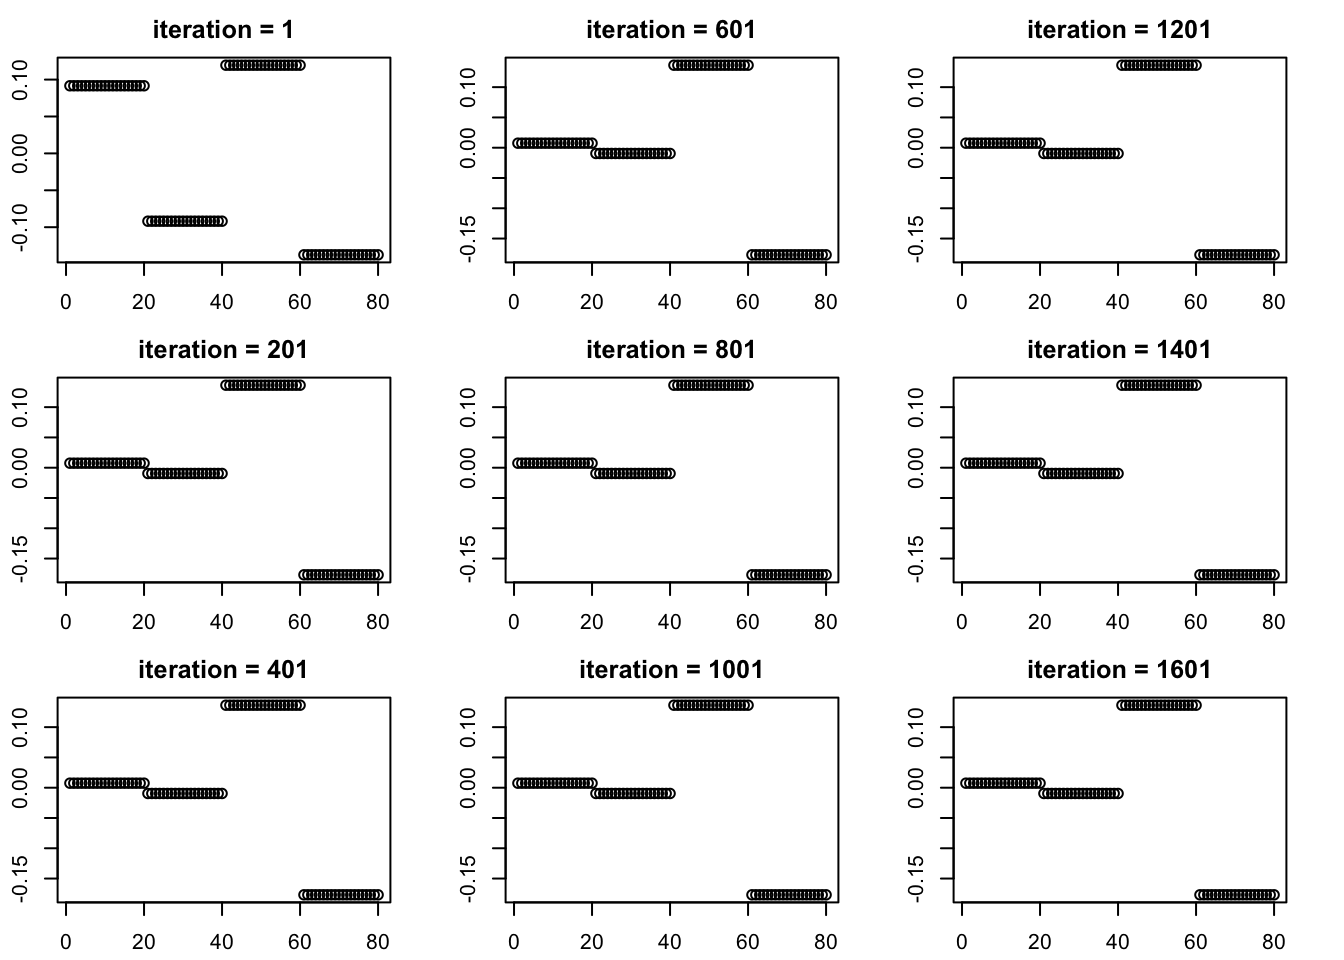 iteration = 1
0.10
0.00
-0.10
0 20 40 60 80
iteration = 601
0.10
0.00
-0.15
0 20 40 60 80
iteration = 1201
0.10
0.00
-0.15
0 20 40 60 80
iteration = 201
0.10
0.00
-0.15
0 20 40 60 80
iteration = 801
0.10
0.00
-0.15
0 20 40 60 80
iteration = 1401
0.10
0.00
-0.15
0 20 40 60 80
iteration = 401
0.10
0.00
-0.15
0 20 40 60 80
iteration = 1001
0.10
0.00
-0.15
0 20 40 60 80
iteration = 1601
0.10
0.00
-0.15
0 20 40 60 80